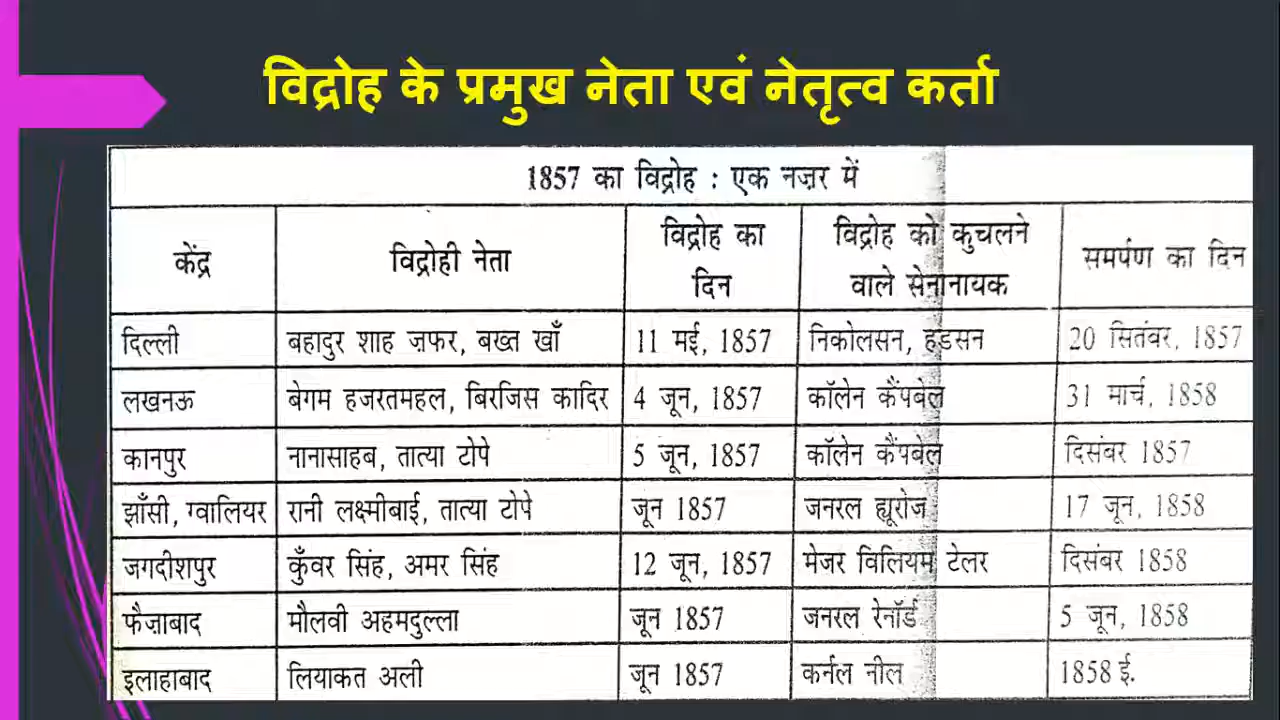 विद्रोह के प्रमुख नेता एवं नेतृत्व कर्ता
1857 का विद्रोह : एक नज़र में
केंद्र विद्रोही नेता विद्रोह का दिन विद्रोह को कुचलने वाले सेनानायक समर्पण का दिन
दिल्ली बहादुर शाह ज़फर, बख्त खाँ 11 मई, 1857 निकोलसन, हडसन 20 सितंबर, 1857
लखनऊ बेगम हजरतमहल, बिरजिस कादिर 4 जून, 1857 कॉलेन कैंपबेल 31 मार्च, 1858
कानपुर नानासाहब, तात्या टोपे 5 जून, 1857 कॉलेन कैंपबेल दिसंबर 1857
झाँसी, ग्वालियर रानी लक्ष्मीबाई, तात्या टोपे जून 1857 जनरल ह्यूरोज 17 जून, 1858
जगदीशपुर कुँवर सिंह, अमर सिंह 12 जून, 1857 मेजर विलियम टेलर दिसंबर 1858
फैजाबाद मौलवी अहमदुल्ला जून 1857 जनरल रेनॉर्ड 5 जून, 1858
इलाहाबाद लियाकत अली जून 1857 कर्नल नील 1858 ई.